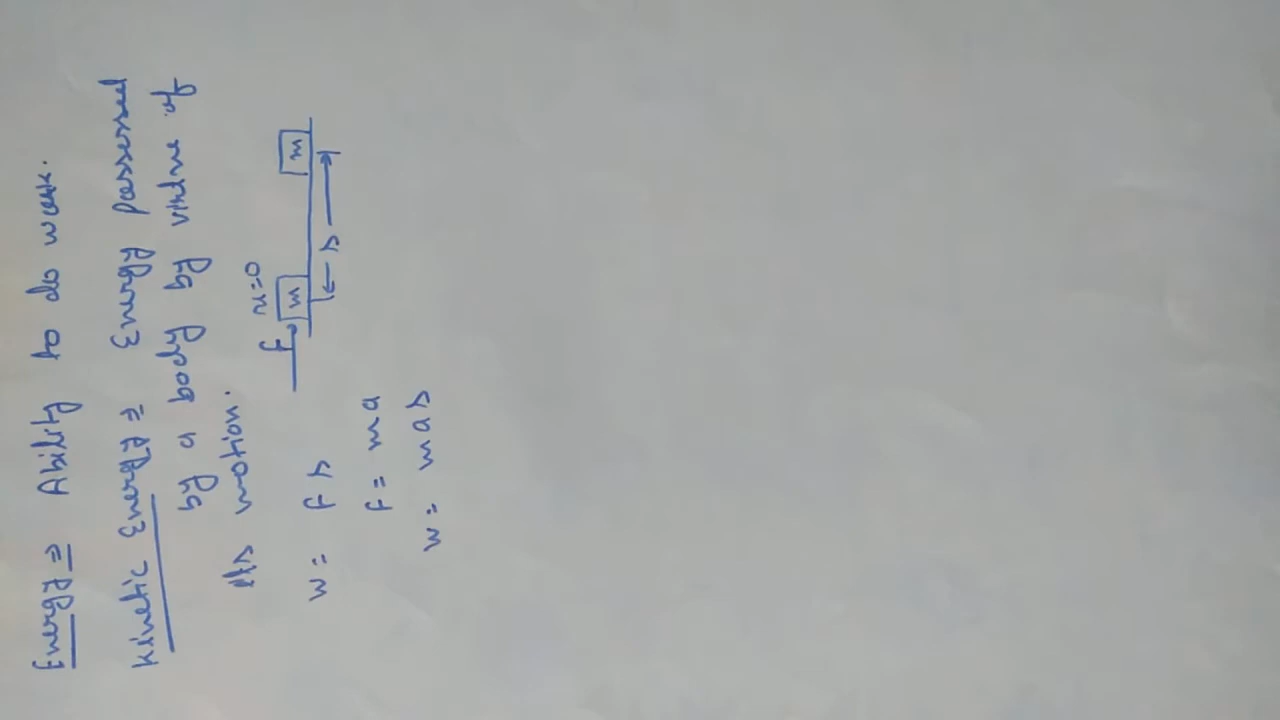 Energy ⇒ Ability to do work.
Kinetic Energy ⇒ Energy possessed
by a body by virtue of
its motion.
f
u=0
m
m
s
w = f s
f = ma
w = mas